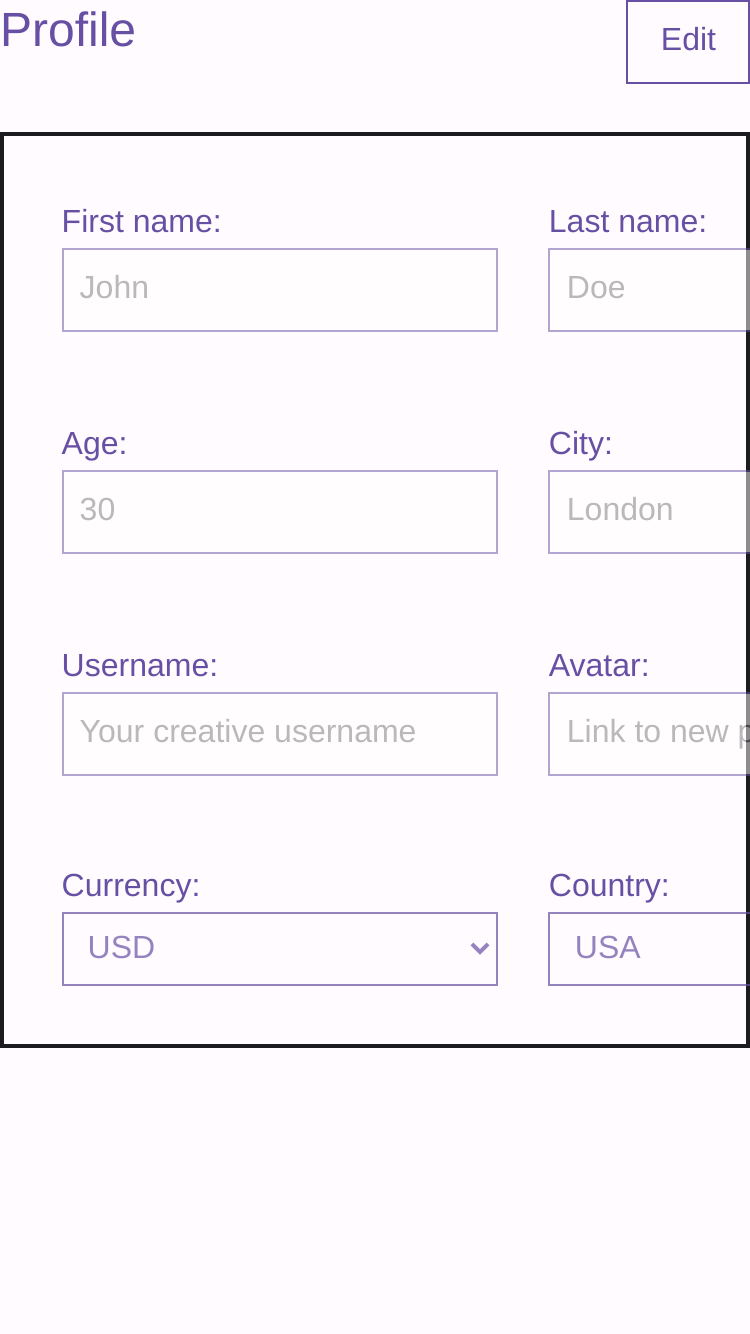 Profile
Edit
First name:
Last name:
John
Doe
Age:
City:
30
London
Username:
Avatar:
Your creative username
Link to new
Currency:
Country:
USD
USA